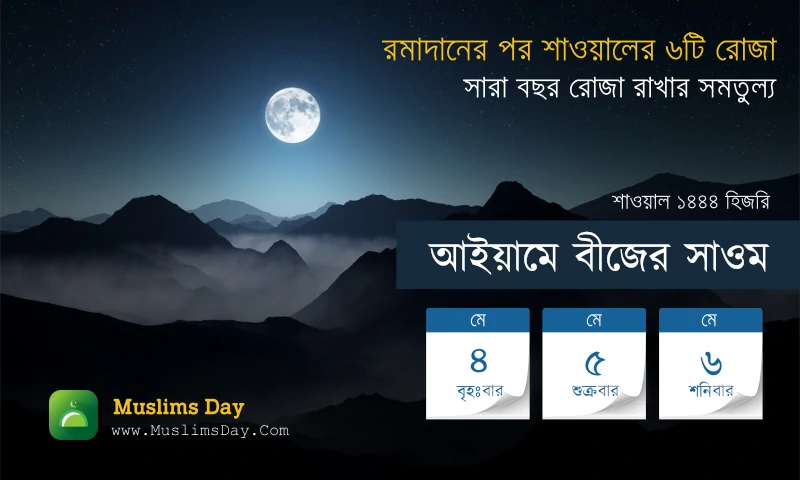 রমাদানের পর শাওয়ালের ৬টি রোজা
সারা বছর রোজা রাখার সমতুল্য
শাওয়াল ১৪৪৪ হিজরি
আইয়ামে বীজের সাওম
মে মে মে
৪ ৫ ৬
বৃহঃবার শুক্রবার শনিবার
Muslims Day
www.MuslimsDay.Com